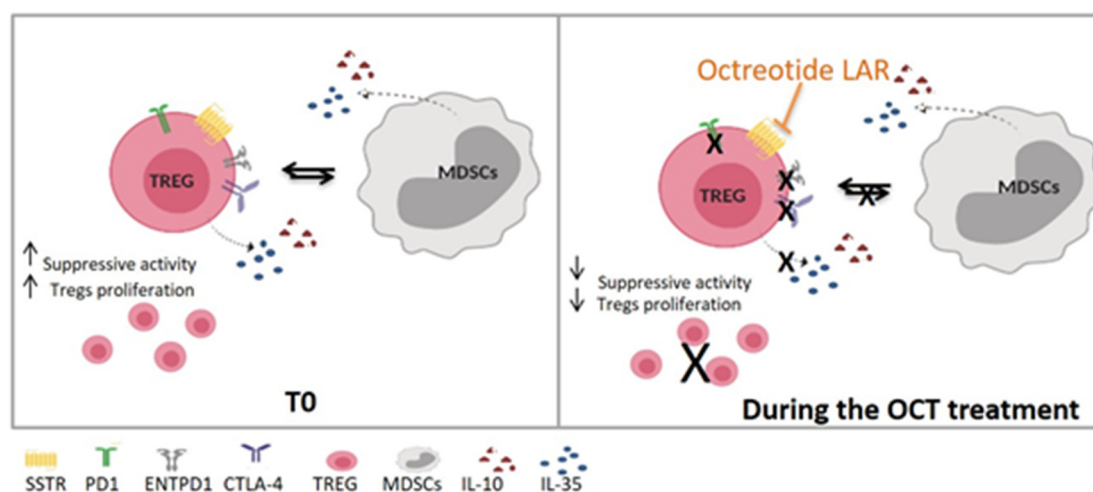 TREG
MDSCs
Suppressive activity
Tregs proliferation
T0
Octreotide LAR
TREG
X
X
X
X
X
MDSCs
Suppressive activity
Tregs proliferation
X
During the OCT treatment
SSTR PD1 ENTPD1 CTLA-4 TREG MDSCs IL-10 IL-35